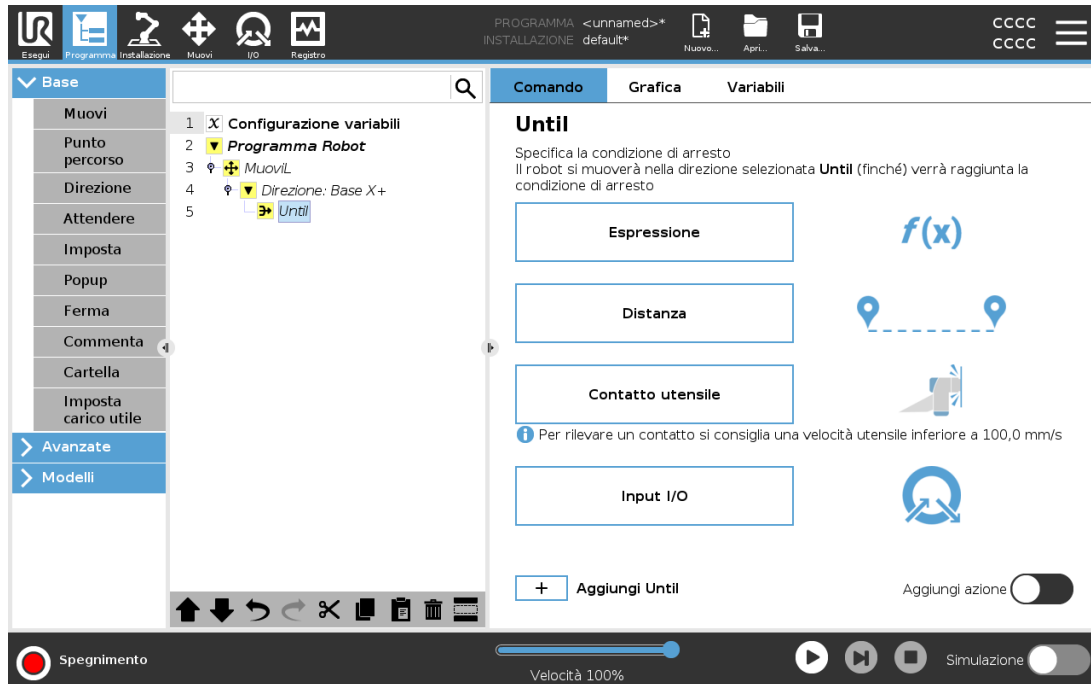 UR
PROGRAMMA <unnamed>*
INSTALLAZIONE default*
Esegui
Programma
Installazione
Muovi
I/O
Registro
Nuovo...
Apri...
Salva...
cccc
cccc
Base
Muovi
Punto
percorso
Direzione
Attendere
Imposta
Popup
Ferma
Commenta
Cartella
Imposta
carico utile
Avanzate
Modelli
1 X Configurazione variabili
2 Programma Robot
3 MuoviL
4 Direzione: Base X+
5 Until
Comando Grafica Variabili
Until
Specifica la condizione di arresto
Il robot si muoverà nella direzione selezionata Until (finché) verrà raggiunta la
condizione di arresto
Espressione
f(x)
Distanza
Contatto utensile
Per rilevare un contatto si consiglia una velocità utensile inferiore a 100,0 mm/s
Input I/O
+ Aggiungi Until
Aggiungi azione
Spegnimento
Velocità 100%
Simulazione